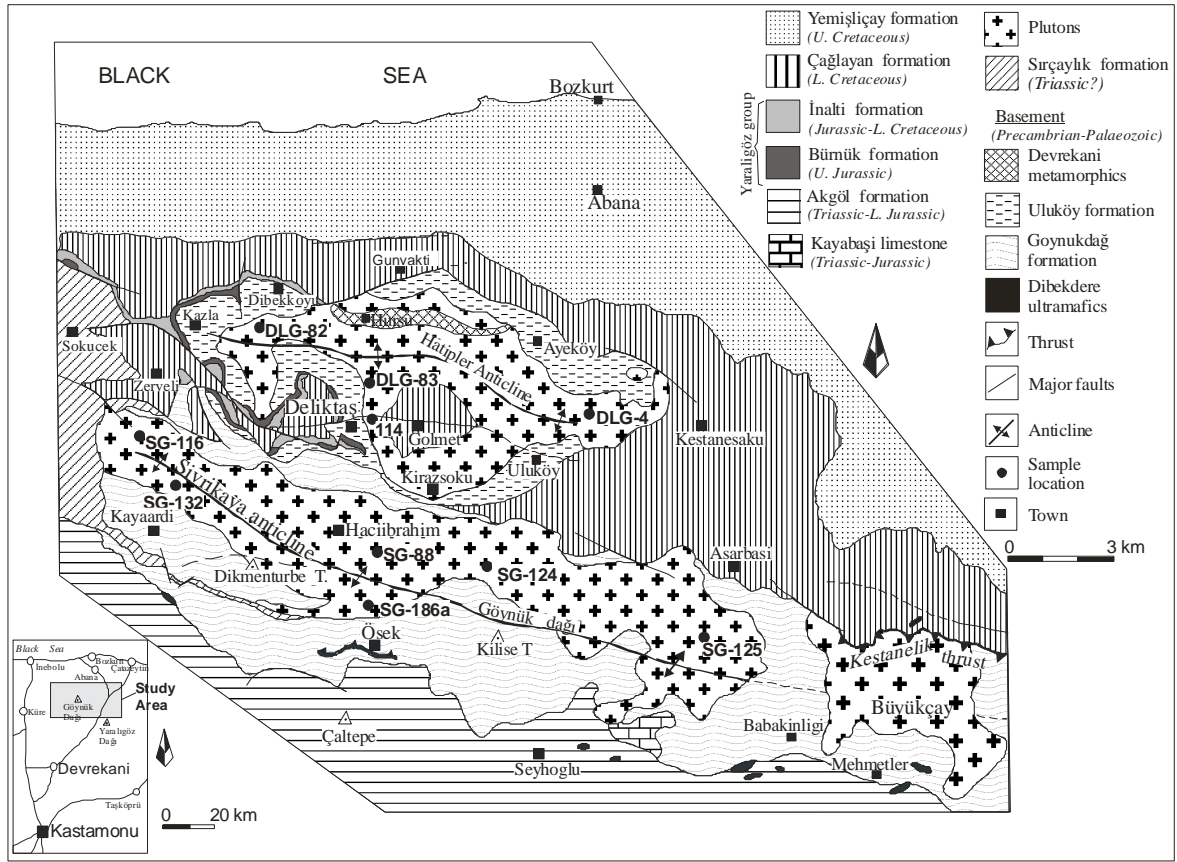 BLACK SEA
Bozkurt
Abana
Gunvakti
Dibekkoyu
Kazla
Hırısu
DLG-82
Sokucek
Ayeköy
Hatipler Anticline
Zeryeli
DLG-83
Deliktaş
DLG-4
114
Golmet
Kestanesaku
SG-116
Uluköy
Kirazsoku
Sivrikaya anticline
SG-132
Kayaardi
Haciibrahim
SG-88
Asarbası
SG-124
Dikmenturbe T.
SG-186a
Göynük dağı
Ösek
Kilise T
SG-125
Kestanelik thrust
Büyükçay
Babakinligi
Çaltepe
Seyhoglu
Mehmetler
Yemişliçay formation
(U. Cretaceous)
Çağlayan formation
(L. Cretaceous)
Yaraligöz group
İnalti formation
(Jurassic-L. Cretaceous)
Bürnük formation
(U. Jurassic)
Akgöl formation
(Triassic-L. Jurassic)
Kayabaşi limestone
(Triassic-Jurassic)
Plutons
Sırçaylık formation
(Triassic?)
Basement
(Precambrian-Palaeozoic)
Devrekani
metamorphics
Uluköy formation
Goynukdağ
formation
Dibekdere
ultramafics
Thrust
Major faults
Anticline
Sample
location
Town
0 3 km
Black Sea
İnebolu
Bozkurt
Çatazeytin
Abana
Study
Area
Göynük
Dağı
Küre
Yaralıgöz
Dağı
Devrekani
Taşköprü
Kastamonu
0 20 km